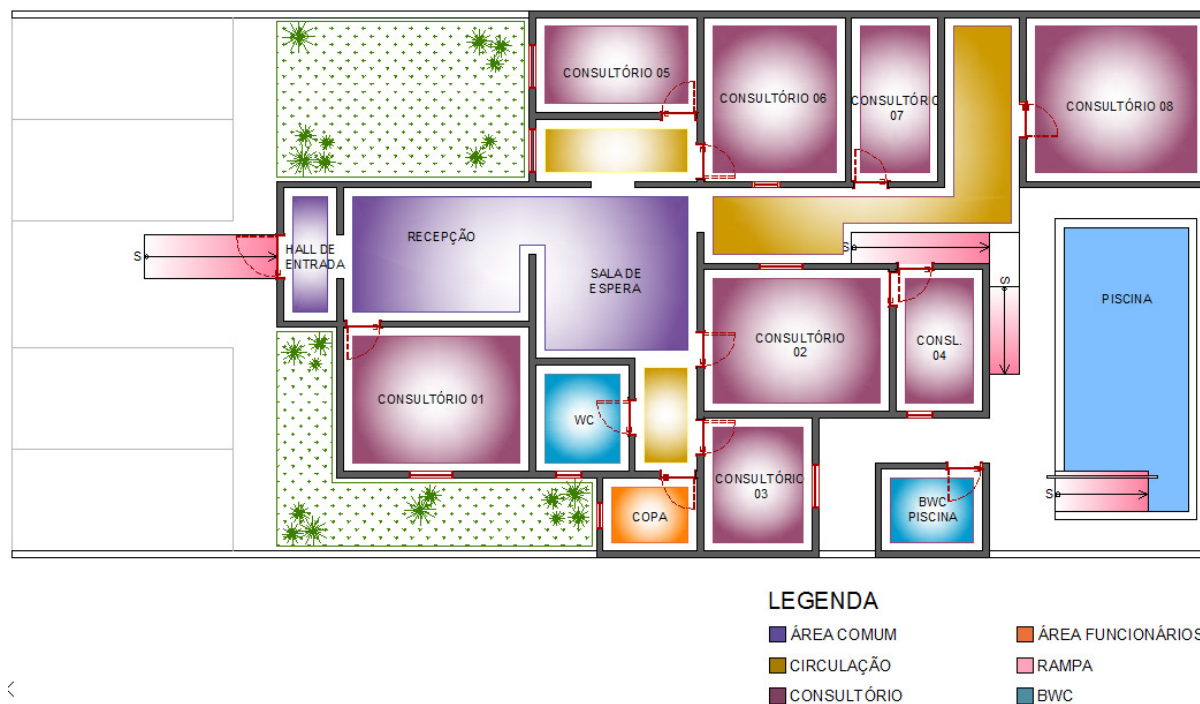 CONSULTÓRIO 05
CONSULTÓRIO 06
CONSULTÓRIO
07
CONSULTÓRIO 08
HALL DE
ENTRADA
RECEPÇÃO
SALA DE
ESPERA
S
S
S
PISCINA
CONSULTÓRIO
02
CONSL.
04
CONSULTÓRIO 01
WC
CONSULTÓRIO
03
COPA
BWC
PISCINA
S
LEGENDA
ÁREA COMUM
ÁREA FUNCIONÁRIOS
CIRCULAÇÃO
RAMPA
CONSULTÓRIO
BWC